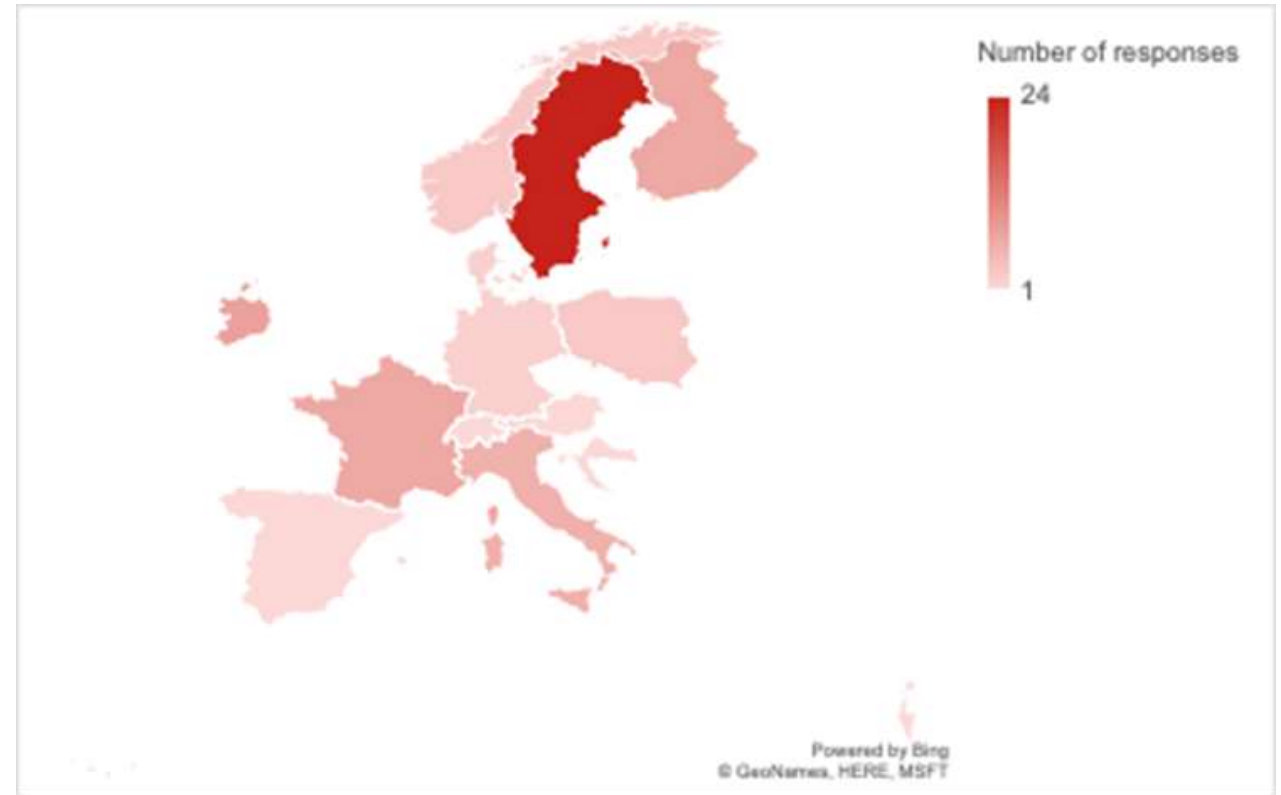 Number of responses
24
1
Powered by Bing
© GeoNames, HERE, MSFT